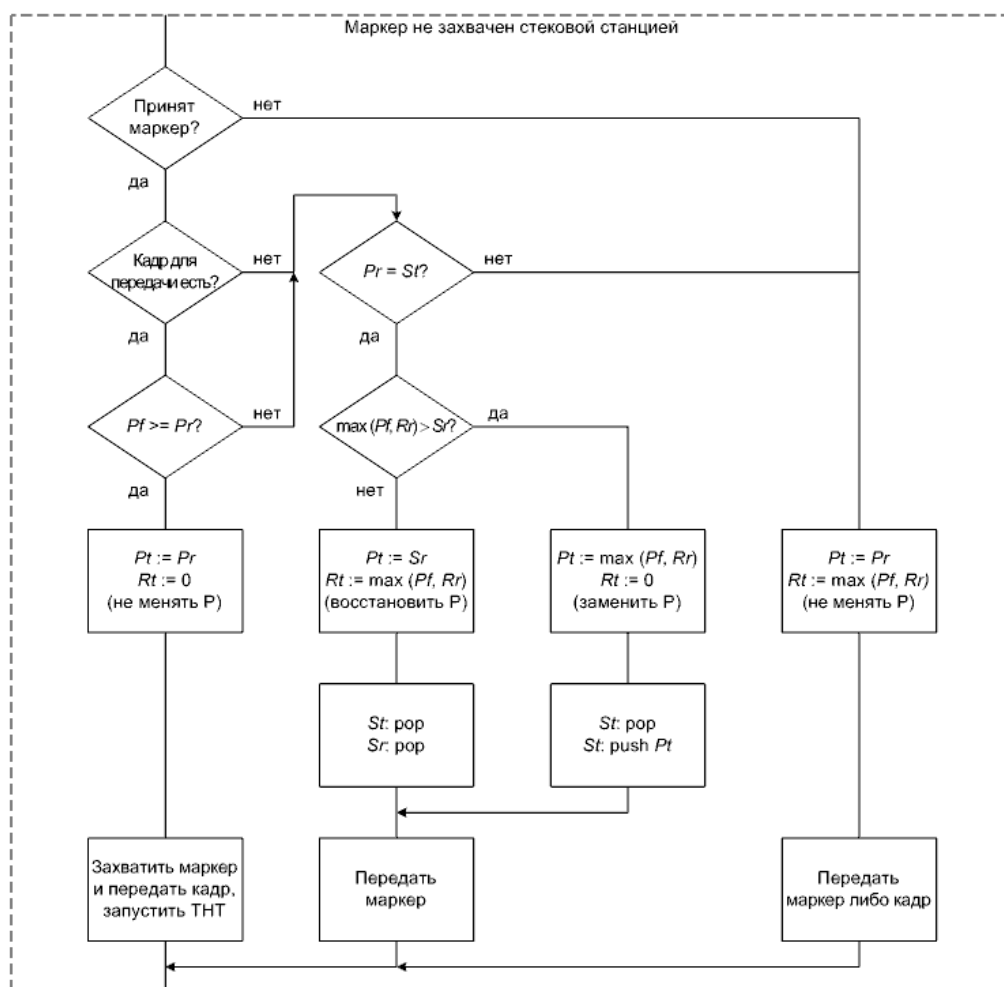 Маркер не захвачен стековой станцией
Принят
маркер?
нет
да
Кадр для
передачи есть?
нет
Pr = St?
нет
да
да
Pf >= Pr?
нет
max (Pf, Rr) > Sr?
да
да
нет
Pt := Pr
Rt := 0
(не менять P)
Pt := Sr
Rt := max (Pf, Rr)
(восстановить P)
Pt := max (Pf, Rr)
Rt := 0
(заменить P)
Pt := Pr
Rt := max (Pf, Rr)
(не менять P)
St: pop
Sr: pop
St: pop
St: push Pt
Захватить маркер
и передать кадр,
запустить THT
Передать
маркер
Передать
маркер либо кадр